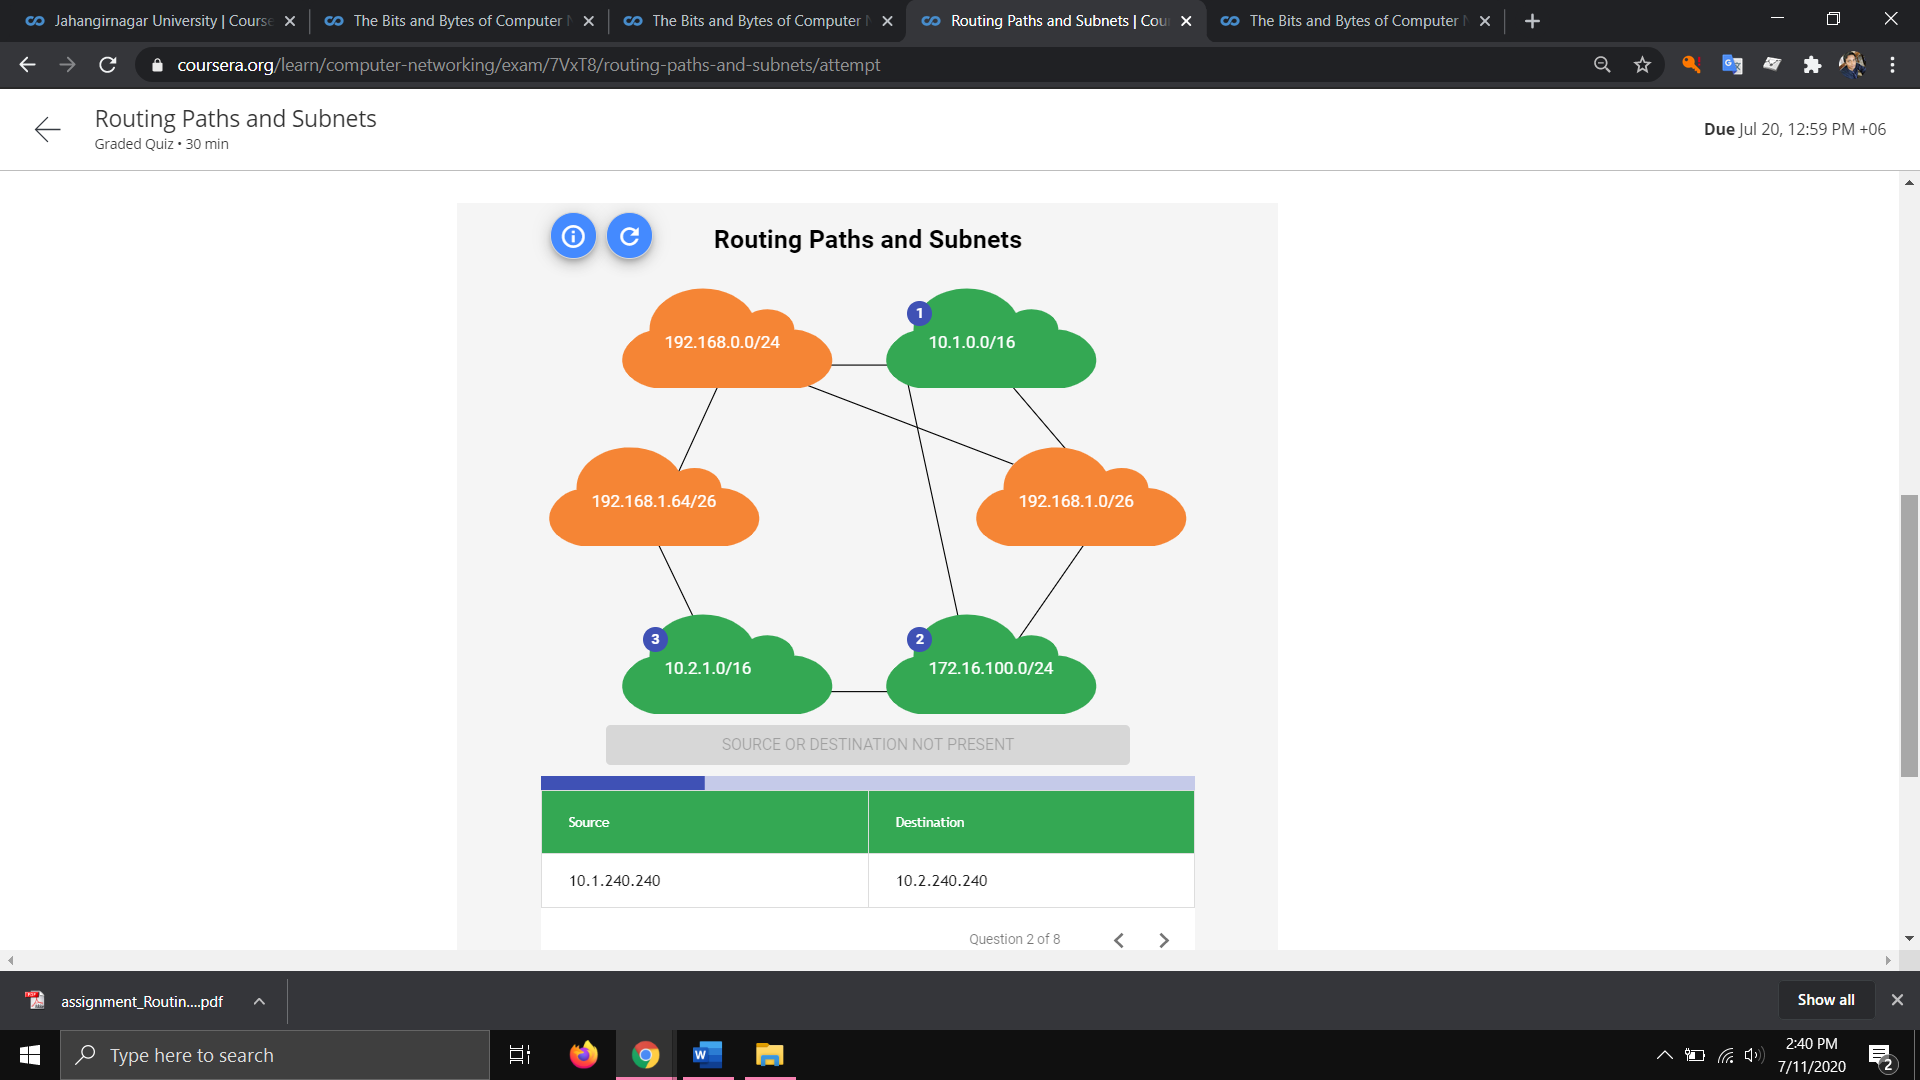 Jahangirnagar University | Course
The Bits and Bytes of Computer N
The Bits and Bytes of Computer N
Routing Paths and Subnets | Cour
The Bits and Bytes of Computer N
coursera.org/learn/computer-networking/exam/7VxT8/routing-paths-and-subnets/attempt
Routing Paths and Subnets
Graded Quiz • 30 min
Due Jul 20, 12:59 PM +06
Routing Paths and Subnets
192.168.0.0/24
1
10.1.0.0/16
192.168.1.64/26
192.168.1.0/26
3
10.2.1.0/16
2
172.16.100.0/24
SOURCE OR DESTINATION NOT PRESENT
Source
Destination
10.1.240.240
10.2.240.240
Question 2 of 8
assignment_Routin....pdf
Show all
Type here to search
2:40 PM
7/11/2020
2